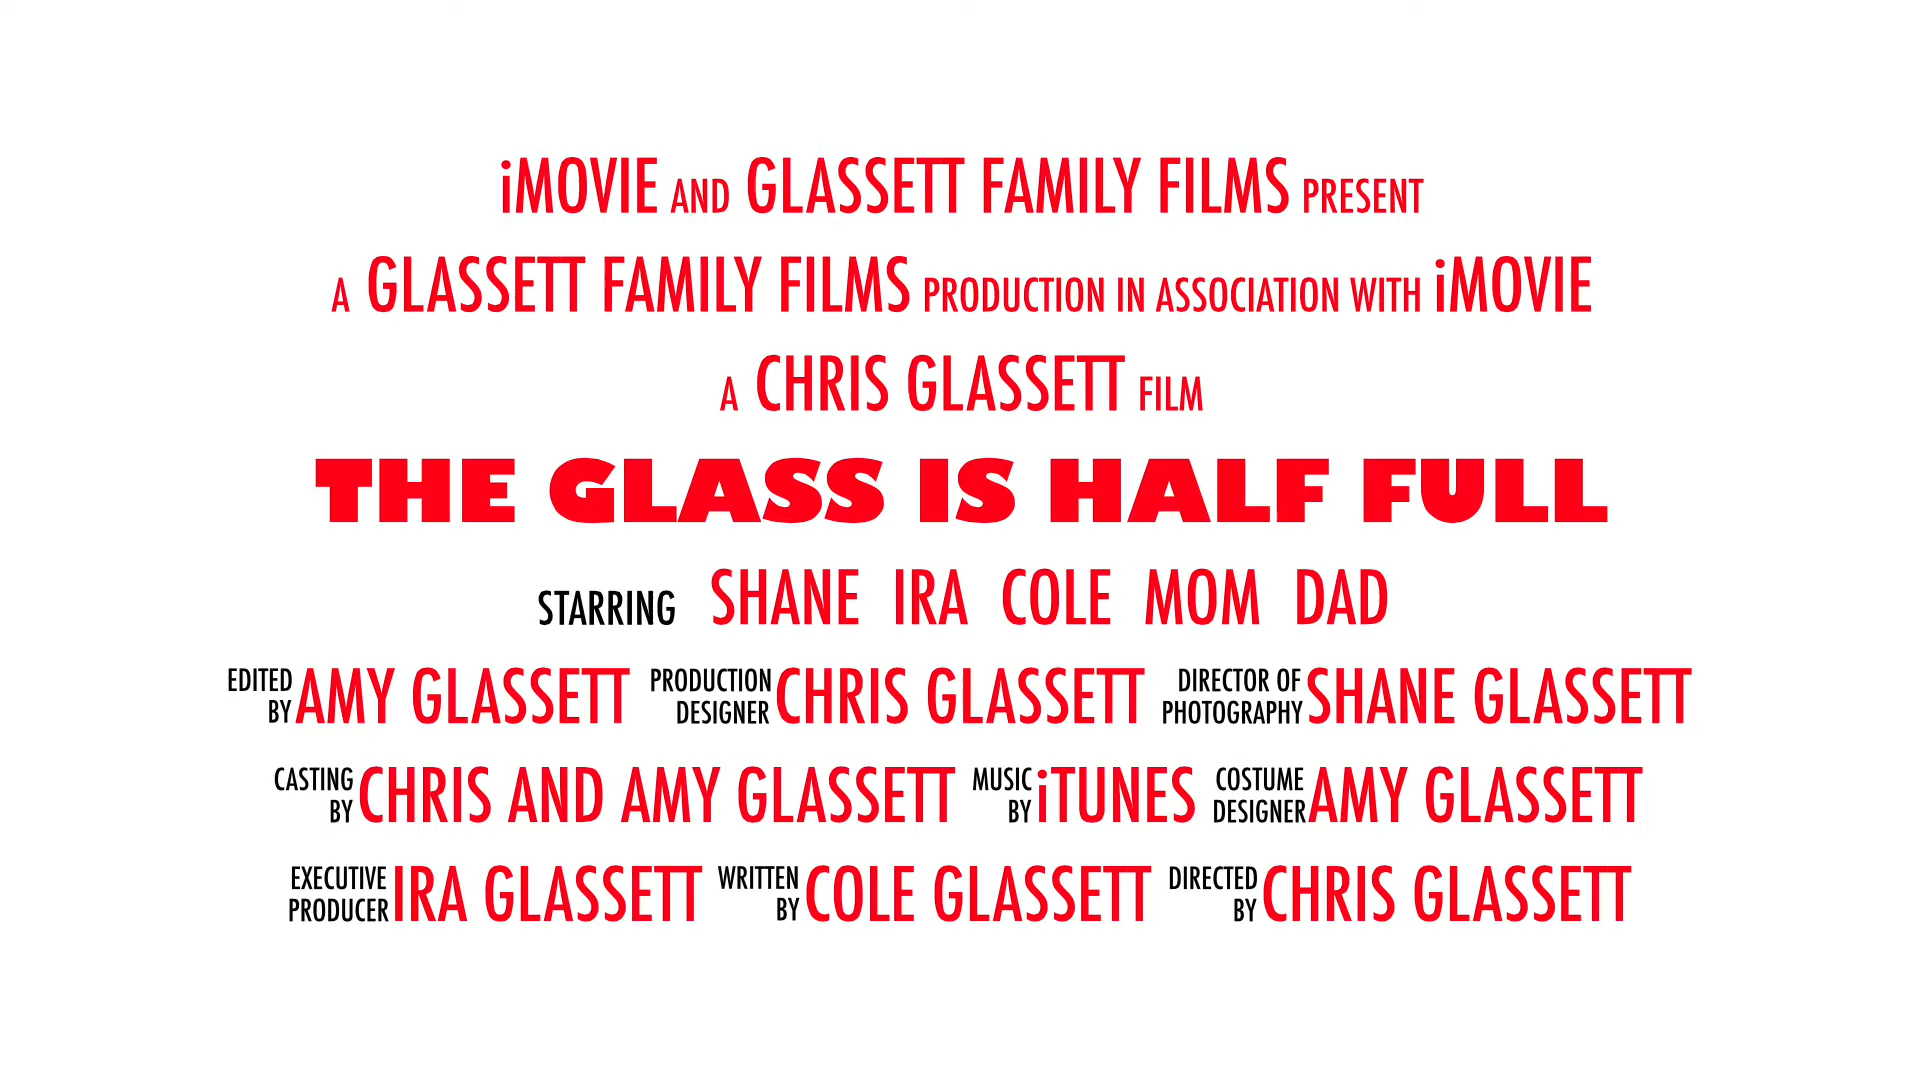 iMOVIE AND GLASSETT FAMILY FILMS PRESENT
A GLASSETT FAMILY FILMS PRODUCTION IN ASSOCIATION WITH iMOVIE
A CHRIS GLASSETT FILM
THE GLASS IS HALF FULL
STARRING SHANE IRA COLE MOM DAD
EDITED BY AMY GLASSETT PRODUCTION DESIGNER CHRIS GLASSETT DIRECTOR OF PHOTOGRAPHY SHANE GLASSETT
CASTING BY CHRIS AND AMY GLASSETT MUSIC BY iTUNES COSTUME DESIGNER AMY GLASSETT
EXECUTIVE PRODUCER IRA GLASSETT WRITTEN BY COLE GLASSETT DIRECTED BY CHRIS GLASSETT